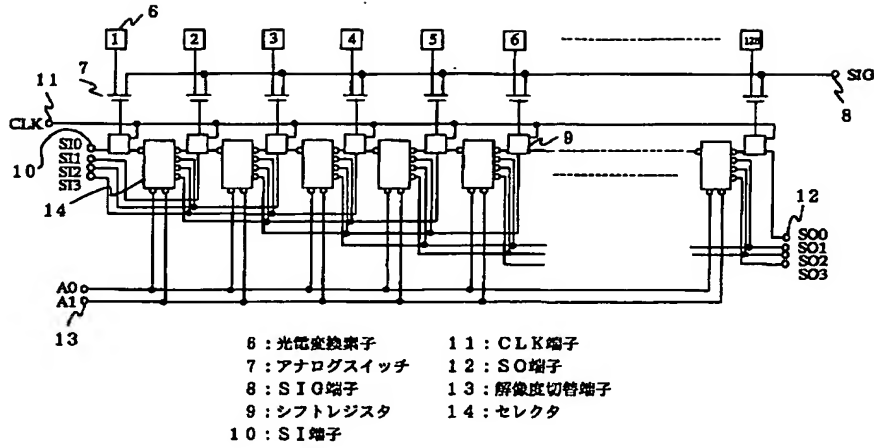 6
1 2 3 4 5 6 128
7
11
SIG
8
CLK
10
SI0
SI1
SI2
SI3
9
14
12
SO0
SO1
SO2
SO3
A0
A1
13
6:光電変換素子
7:アナログスイッチ
8:SIG端子
9:シフトレジスタ
10:SI端子
11:CLK端子
12:SO端子
13:解像度切替端子
14:セレクタ